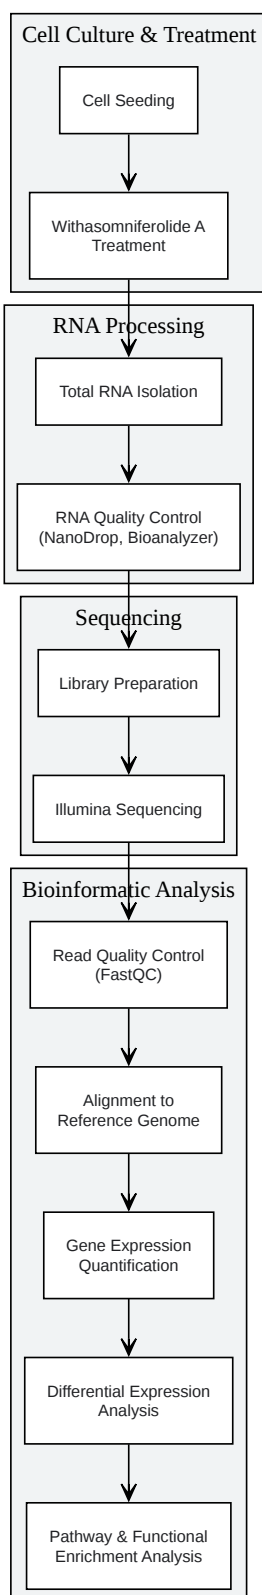 Cell Culture & Treatment
Cell Seeding
Withasomniferolide A
Treatment
RNA Processing
Total RNA Isolation
RNA Quality Control
(NanoDrop, Bioanalyzer)
Sequencing
Library Preparation
Illumina Sequencing
Bioinformatic Analysis
Read Quality Control
(FastQC)
Alignment to
Reference Genome
Gene Expression
Quantification
Differential Expression
Analysis
Pathway & Functional
Enrichment Analysis